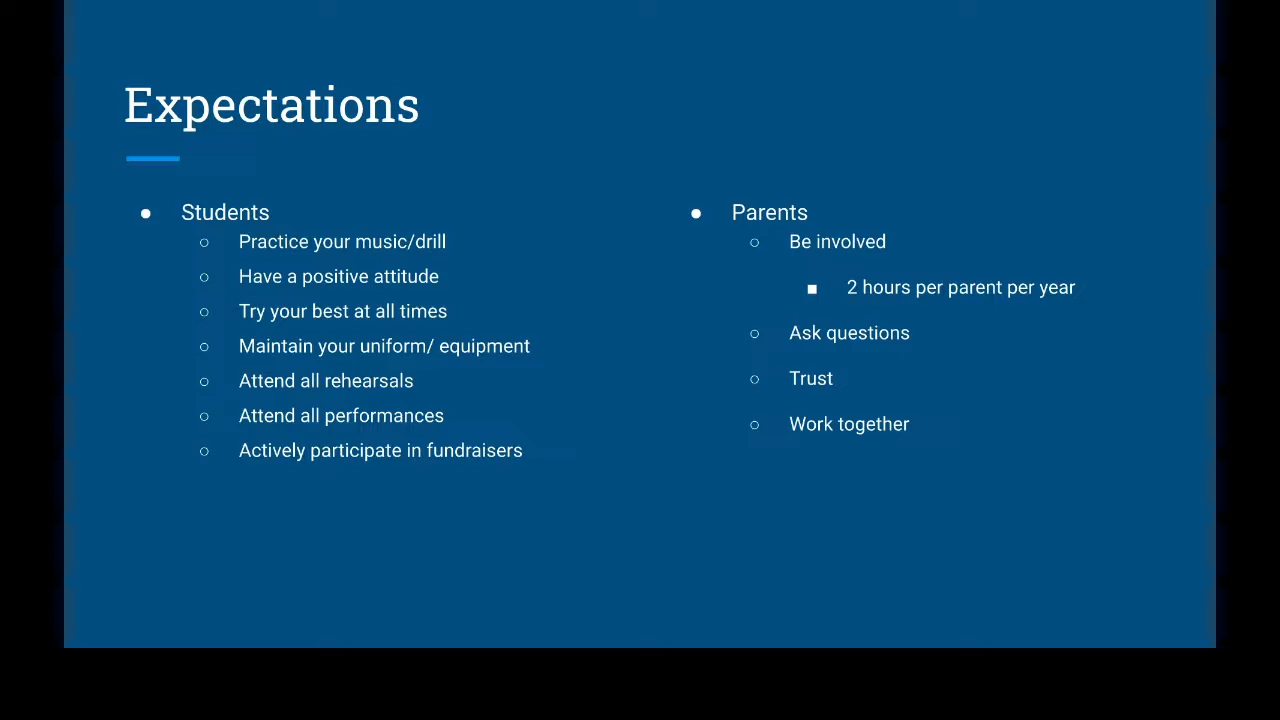 Expectations
● Students
○ Practice your music/drill
○ Have a positive attitude
○ Try your best at all times
○ Maintain your uniform/ equipment
○ Attend all rehearsals
○ Attend all performances
○ Actively participate in fundraisers
● Parents
○ Be involved
■ 2 hours per parent per year
○ Ask questions
○ Trust
○ Work together